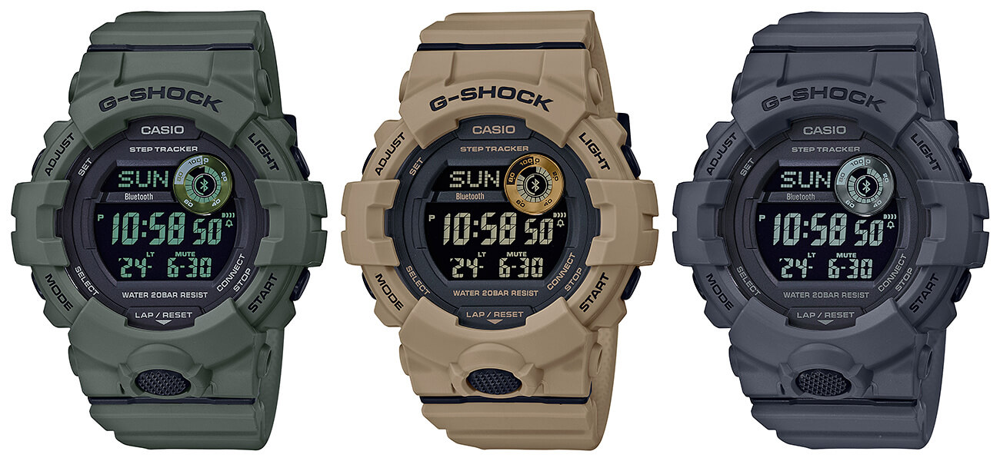 G-SHOCK
CASIO
STEP TRACKER
ADJUST
SET
LIGHT
SUN
100 0
80 20
60 40
Bluetooth
P 10:58 50
LT MUTE
24- 6-30
MODE
SELECT
CONNECT
STOP
START
WATER 20BAR RESIST
LAP / RESET
G-SHOCK
CASIO
STEP TRACKER
ADJUST
SET
LIGHT
SUN
100 0
80 20
60 40
Bluetooth
P 10:58 50
LT MUTE
24- 6-30
MODE
SELECT
CONNECT
STOP
START
WATER 20BAR RESIST
LAP / RESET
G-SHOCK
CASIO
STEP TRACKER
ADJUST
SET
LIGHT
SUN
100 0
80 20
60 40
Bluetooth
P 10:58 50
LT MUTE
24- 6-30
MODE
SELECT
CONNECT
STOP
START
WATER 20BAR RESIST
LAP / RESET